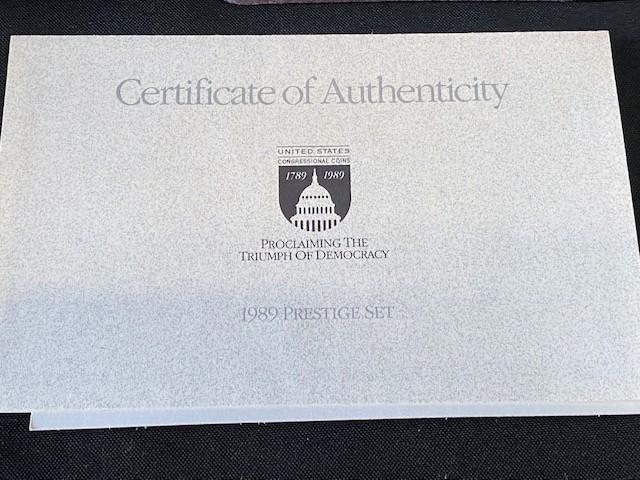 Certificate of Authenticity
UNITED STATES
CONGRESSIONAL COINS
1789 1989
PROCLAIMING THE
TRIUMPH OF DEMOCRACY
1989 PRESTIGE SET